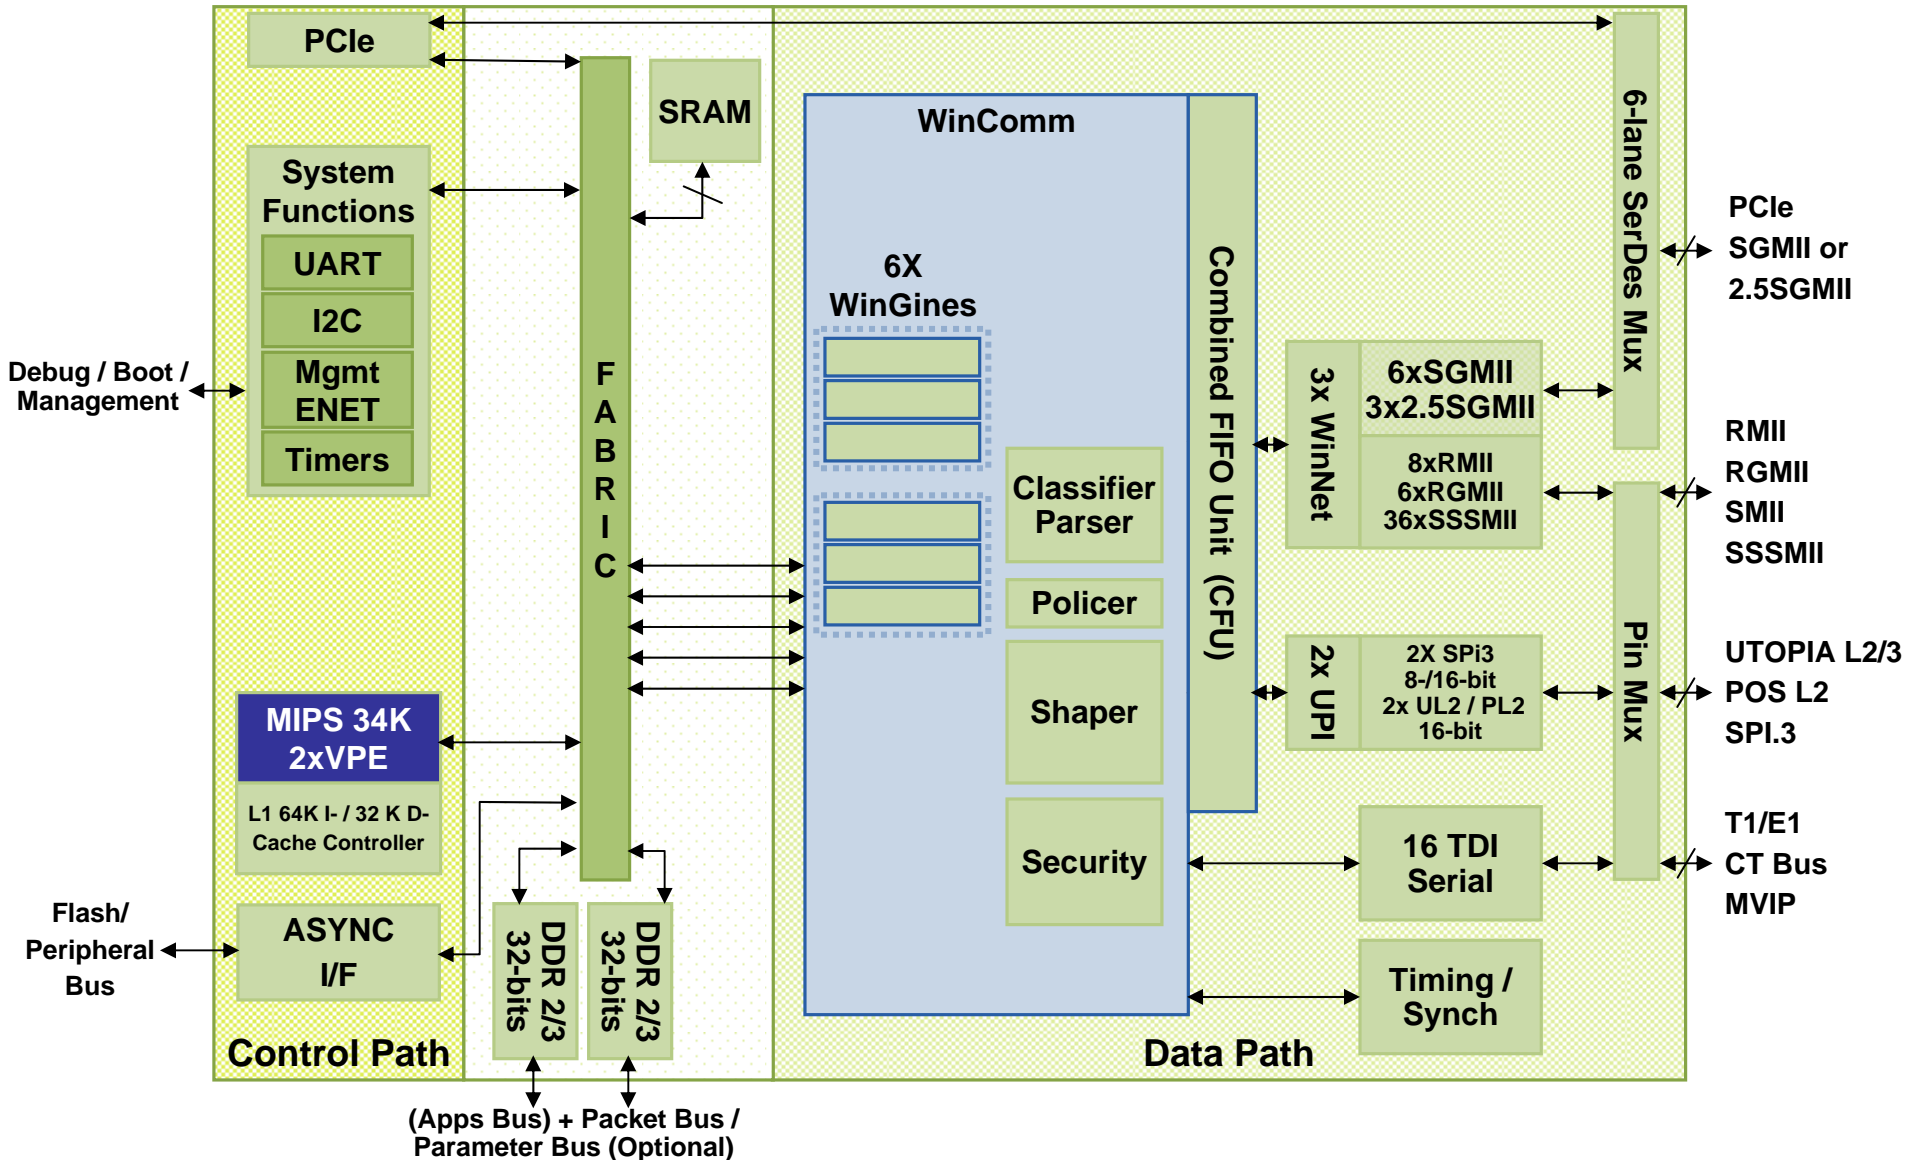 PCIe
System
Functions
UART
I2C
Mgmt
ENET
Timers
Debug / Boot /
Management
MIPS 34K
2xVPE
L1 64K I- / 32 K D-
Cache Controller
Flash/
Peripheral
Bus
ASYNC
I/F
Control Path
FABRIC
SRAM
DDR 2/3
32-bits
DDR 2/3
32-bits
(Apps Bus) + Packet Bus /
Parameter Bus (Optional)
WinComm
6X
WinGines
Classifier
Parser
Policer
Shaper
Security
Combined FIFO Unit (CFU)
3x WinNet
6xSGMII
3x2.5SGMII
8xRMII
6xRGMII
36xSSSMII
2x UPI
2X SPi3
8-/16-bit
2x UL2 / PL2
16-bit
16 TDI
Serial
Timing /
Synch
Data Path
6-lane SerDes Mux
Pin Mux
PCIe
SGMII or
2.5SGMII
RMII
RGMII
SMII
SSSMII
UTOPIA L2/3
POS L2
SPI.3
T1/E1
CT Bus
MVIP